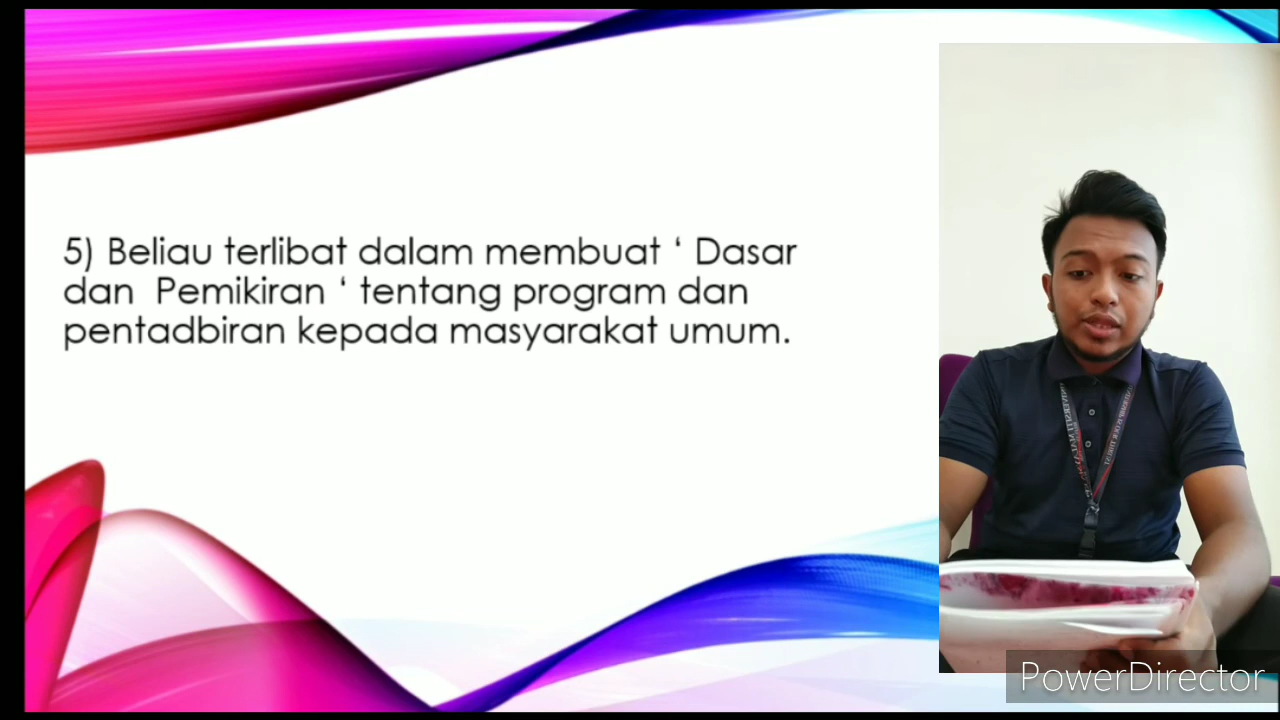 5) Beliau terlibat dalam membuat ‘ Dasar
dan Pemikiran ‘ tentang program dan
pentadbiran kepada masyarakat umum.
PowerDirector